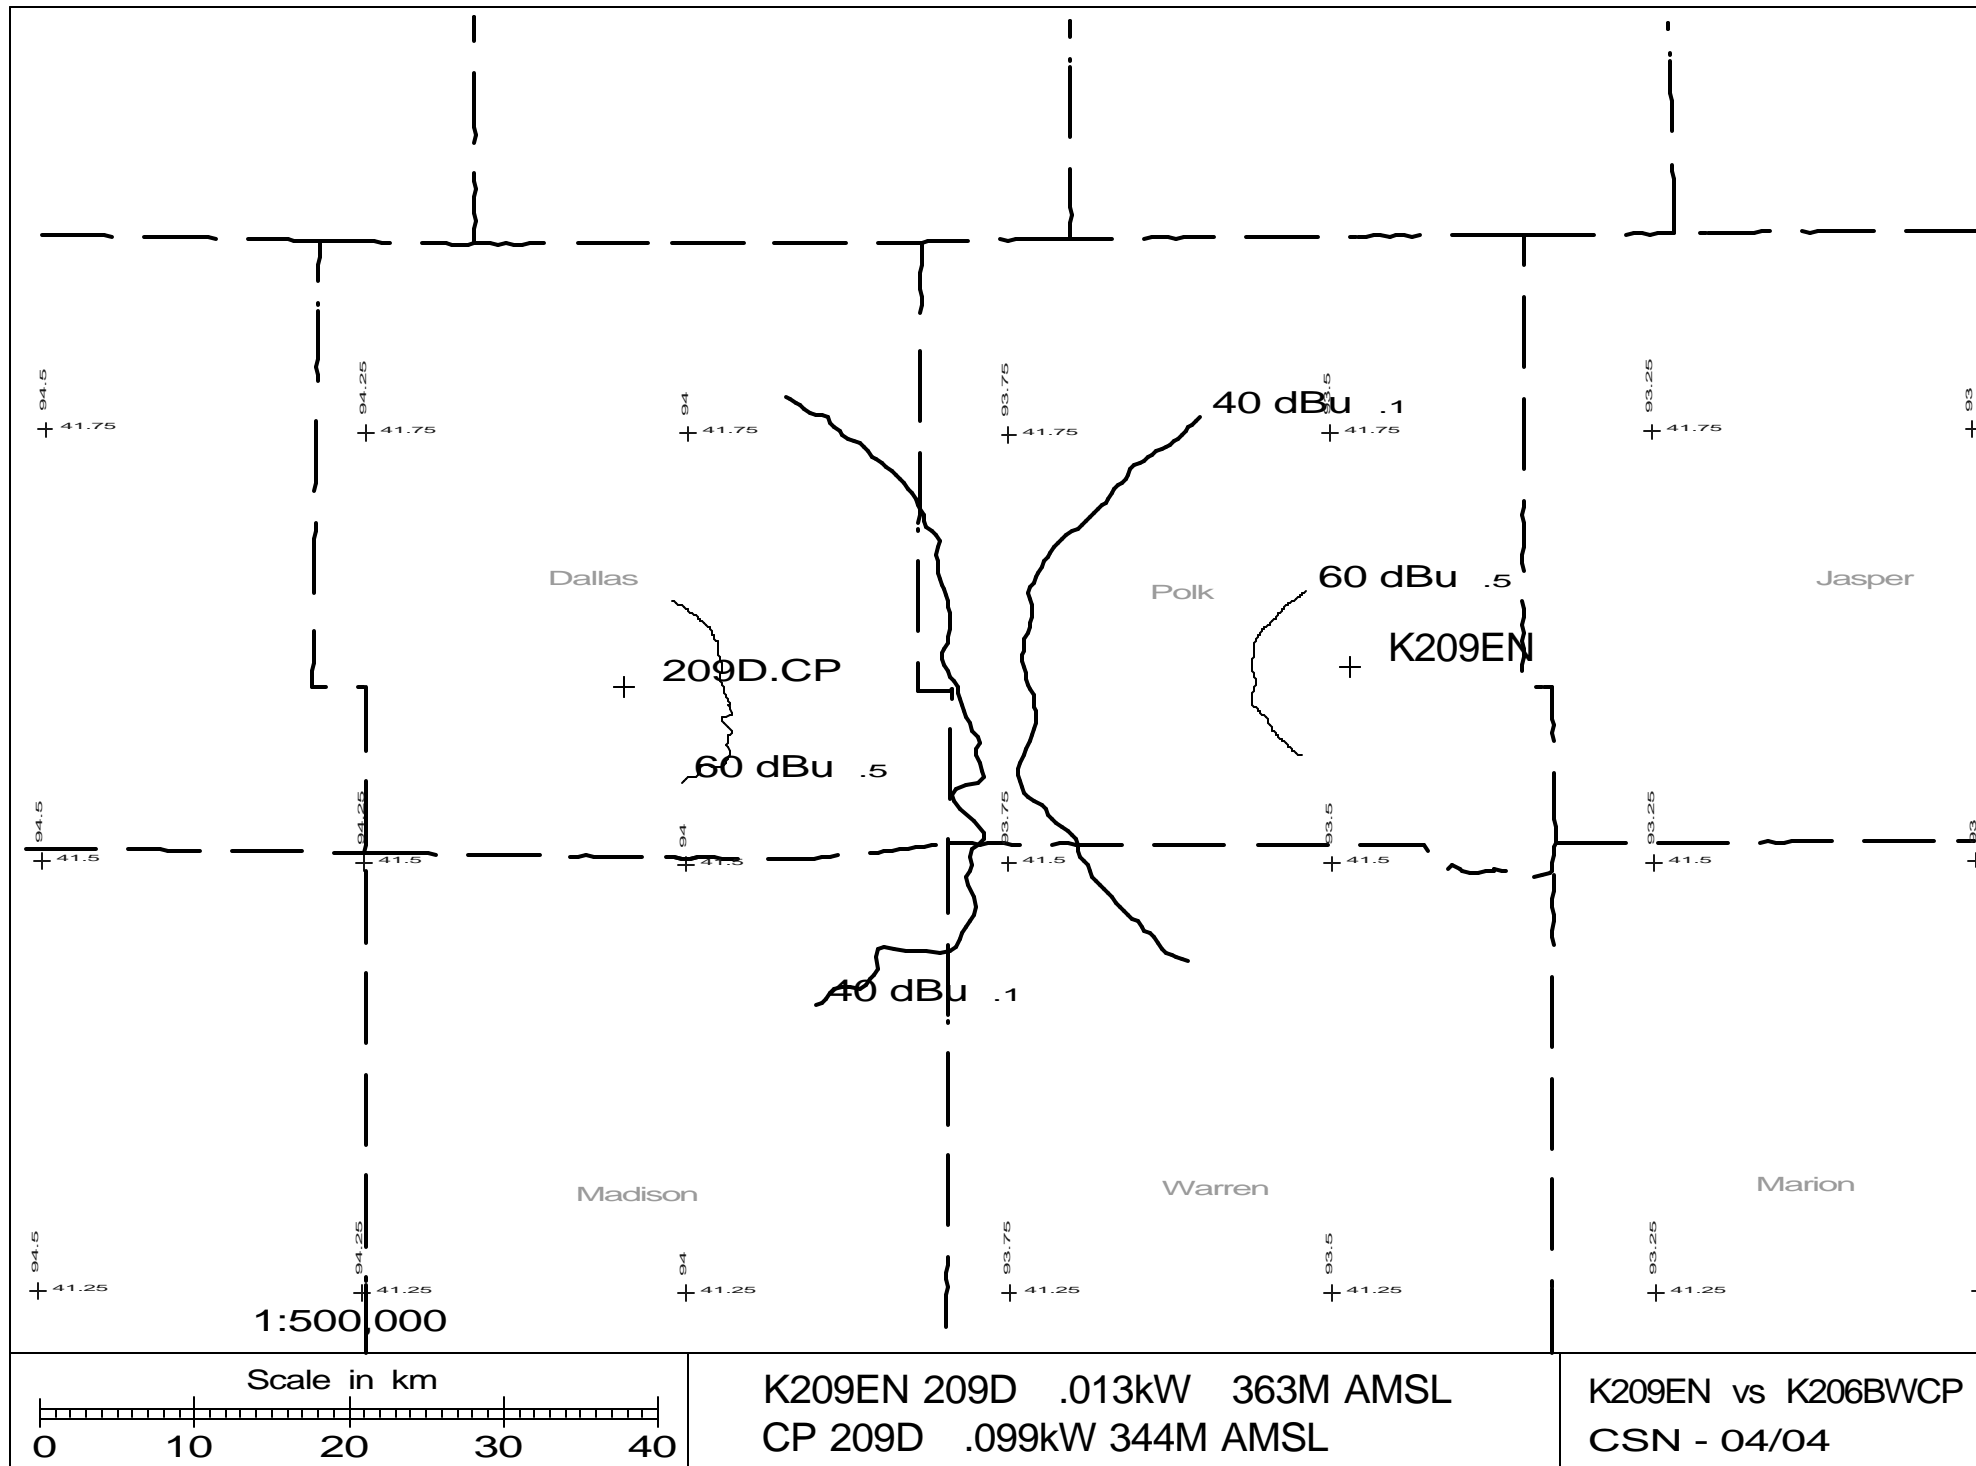 94.5
94.25
94
93.75
93.5
93.25
93
41.75
41.75
41.75
41.75
41.75
41.75
40 dBu .1
Dallas
Polk
60 dBu .5
Jasper
209D.CP
K209EN
60 dBu .5
94.5
94.25
94
93.75
93.5
93.25
93
41.5
41.5
41.5
41.5
41.5
41.5
40 dBu .1
Madison
Warren
Marion
94.5
94.25
94
93.75
93.5
93.25
41.25
41.25
41.25
41.25
41.25
41.25
1:500,000
Scale in km
0 10 20 30 40
K209EN 209D .013kW 363M AMSL
CP 209D .099kW 344M AMSL
K209EN vs K206BWCP
CSN - 04/04